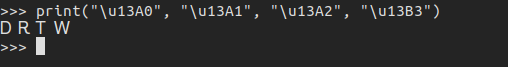 >>> print("\u13A0", "\u13A1", "\u13A2", "\u13B3")
Ꭰ Ꭱ Ꭲ Ꮃ
>>>